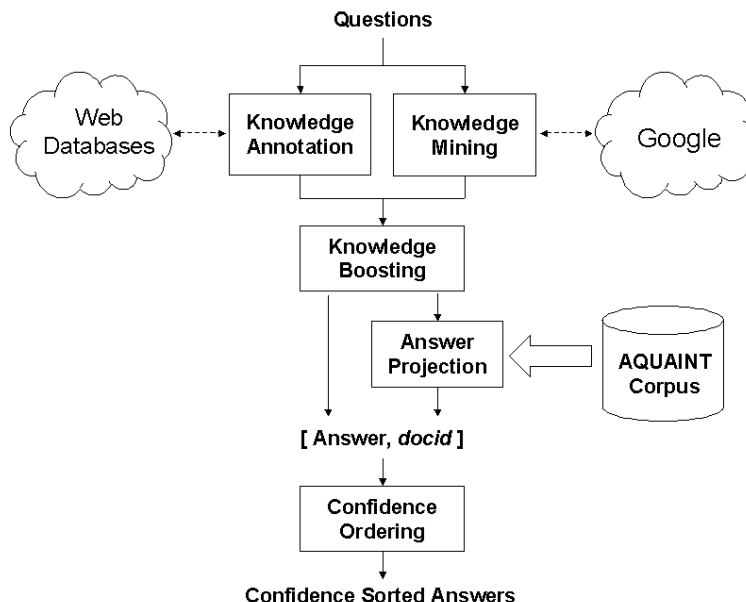 Questions
Web
Databases
Knowledge
Annotation
Knowledge
Mining
Google
Knowledge
Boosting
Answer
Projection
AQUAINT
Corpus
[ Answer, docid ]
Confidence
Ordering
Confidence Sorted Answers